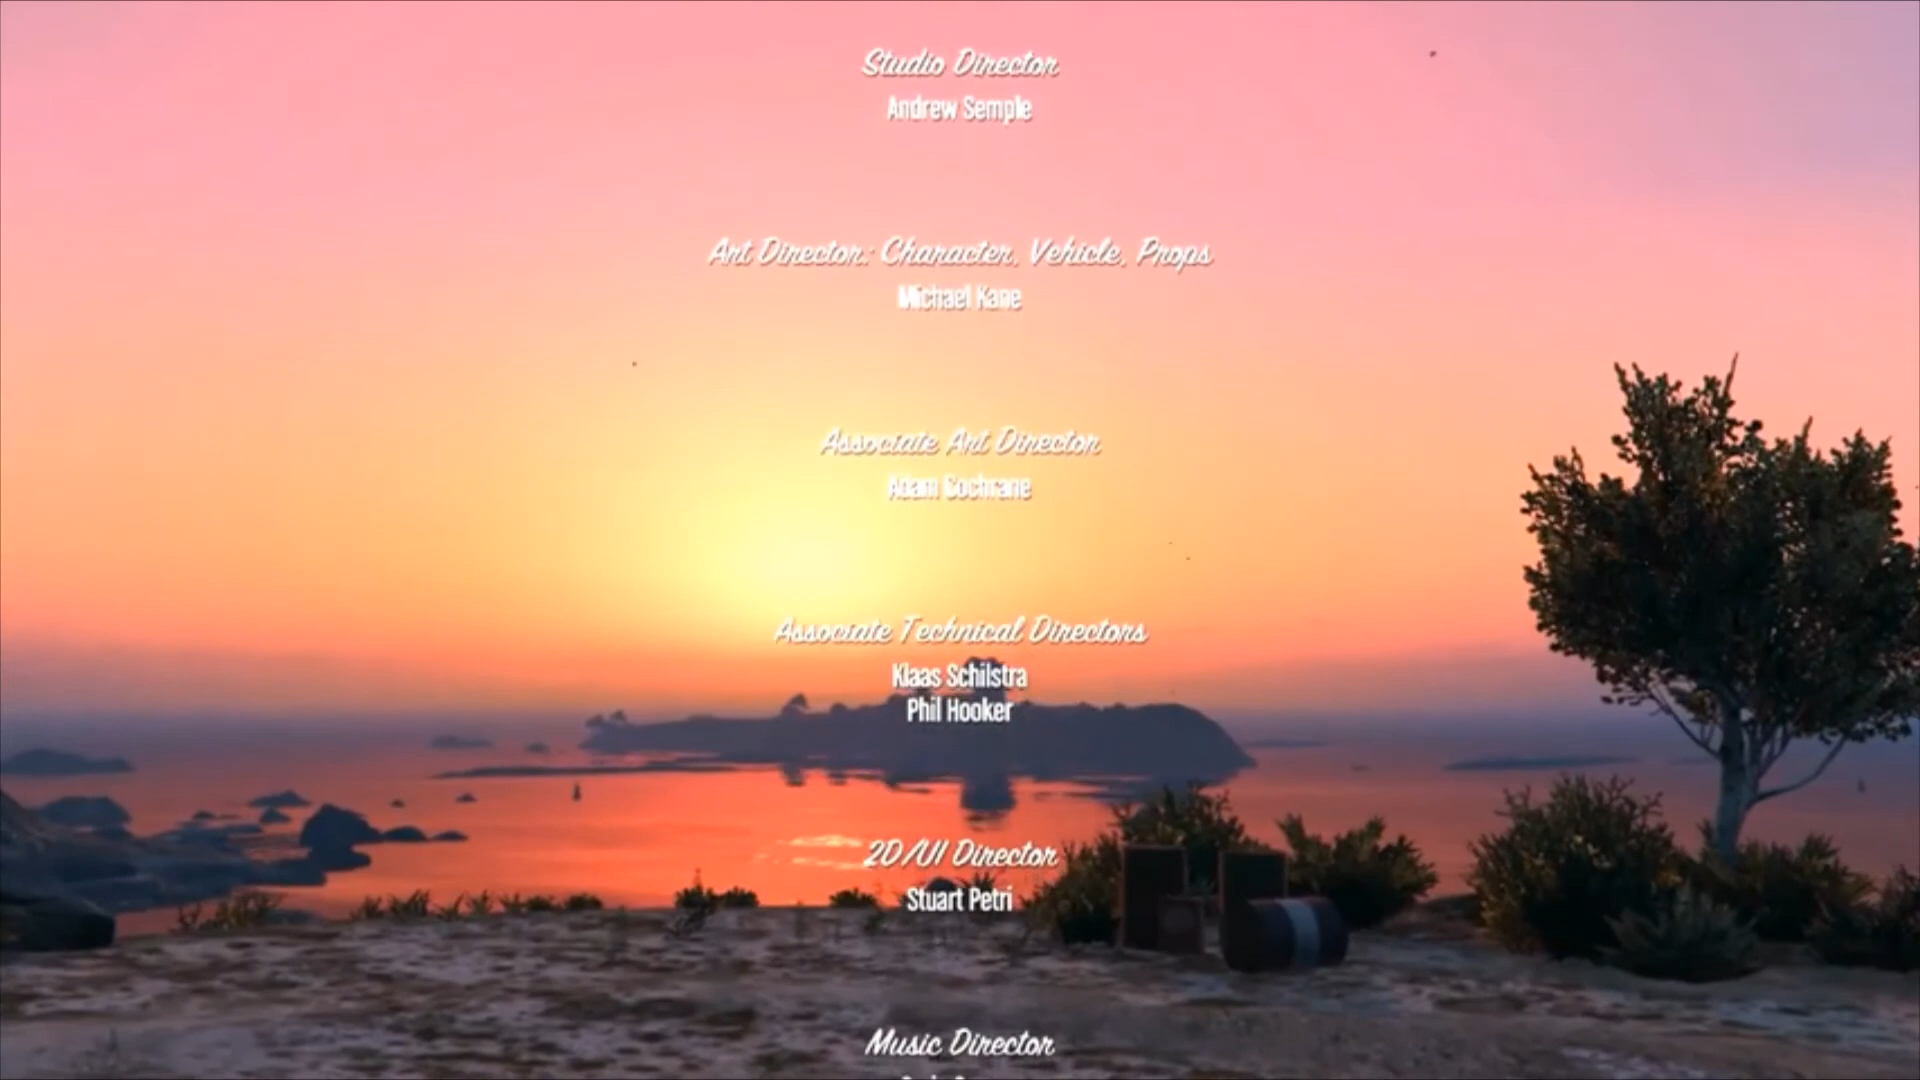 Studio Director
Andrew Semple
Art Director: Character, Vehicle, Props
Michael Kane
Associate Art Director
Adam Cochrane
Associate Technical Directors
Klaas Schilstra
Phil Hooker
2D/UI Director
Stuart Petri
Music Director